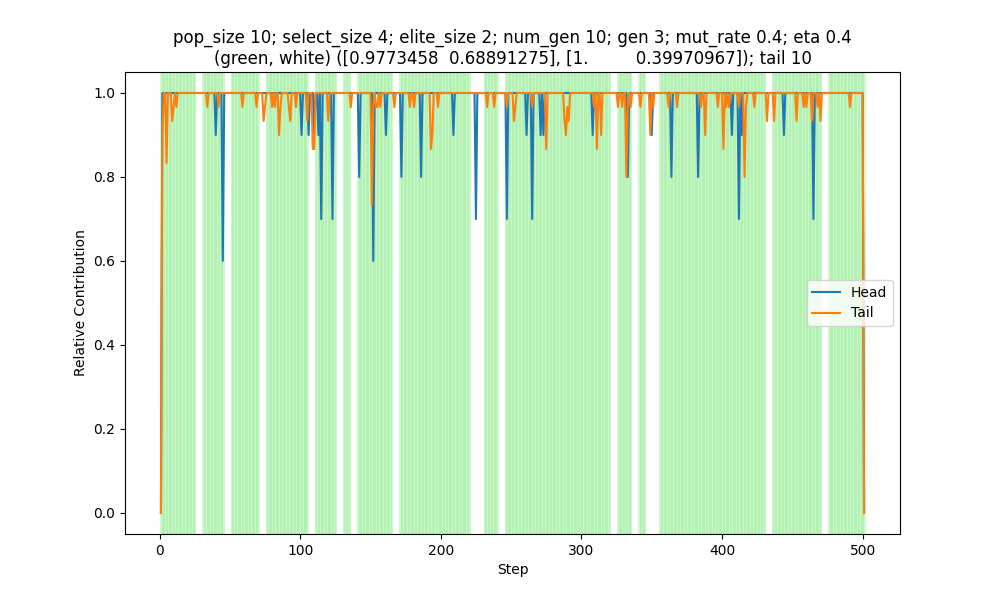 pop_size 10; select_size 4; elite_size 2; num_gen 10; gen 3; mut_rate 0.4; eta 0.4
(green, white) ([0.9773458  0.68891275], [1.          0.39970967]); tail 10
1.0
0.8
0.6
0.4
0.2
0.0
Relative Contribution
Head
Tail
0
100
200
300
400
500
Step